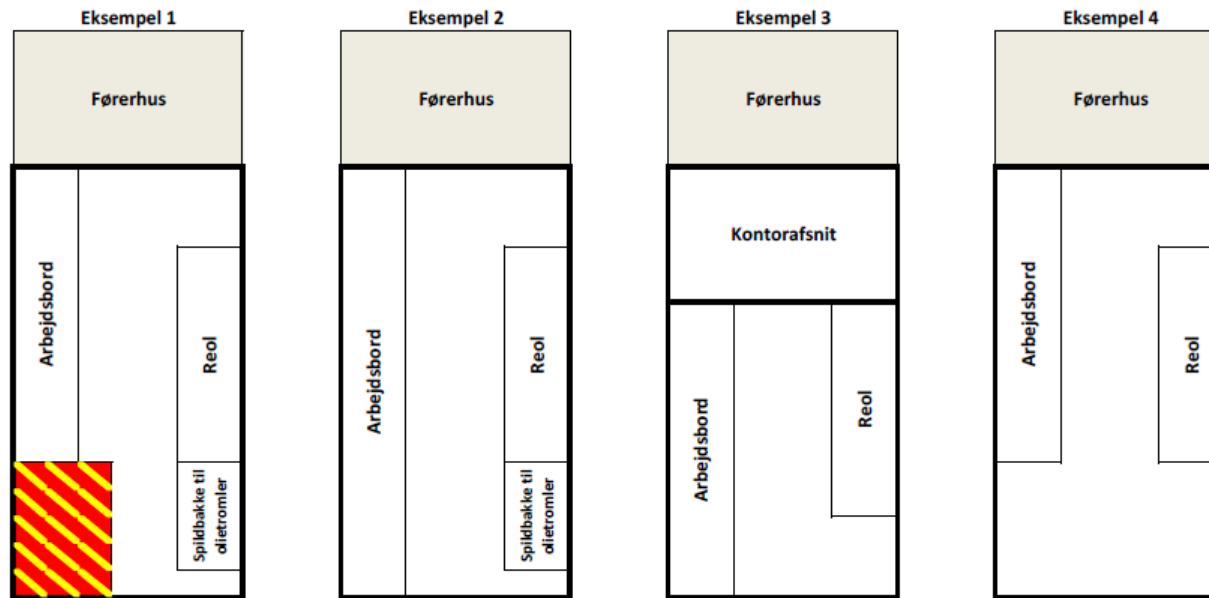 Eksempel 1
Førerhus
Arbejdsbord
Reol
Spildbakke til
olietromler
Eksempel 2
Førerhus
Arbejdsbord
Reol
Spildbakke til
olietromler
Eksempel 3
Førerhus
Kontorafsnit
Arbejdsbord
Reol
Eksempel 4
Førerhus
Arbejdsbord
Reol